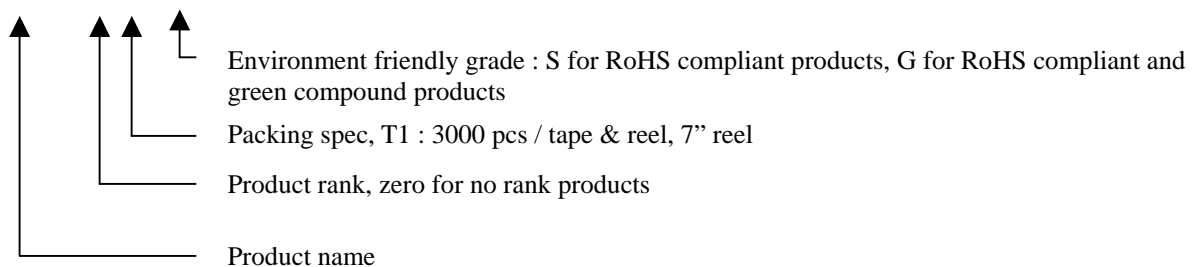 Environment friendly grade : S for RoHS compliant products, G for RoHS compliant and
green compound products
Packing spec, T1 : 3000 pcs / tape & reel, 7” reel
Product rank, zero for no rank products
Product name